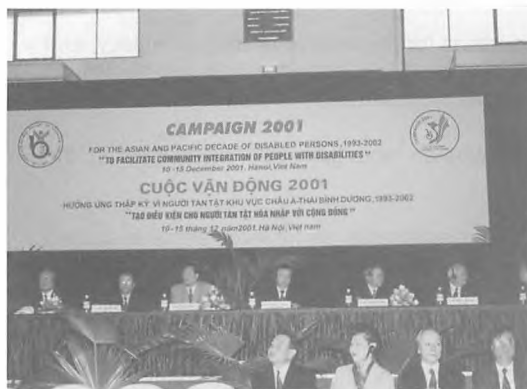 CAMPAIGN 2001
FOR THE ASIAN AND PACIFIC DECADE OF DISABLED PERSONS, 1993-2002
"TO FACILITATE COMMUNITY INTEGRATION OF PEOPLE WITH DISABILITIES"
10-15 December 2001. Hanoi, Viet Nam
CUỘC VẬN ĐỘNG 2001
HƯỞNG ỨNG THẬP KỶ VÌ NGƯỜI TÀN TẬT KHU VỰC CHÂU Á-THÁI BÌNH DƯƠNG, 1993-2002
"TẠO ĐIỀU KIỆN CHO NGƯỜI TÀN TẬT HÒA NHẬP VỚI CỘNG ĐỒNG"
10-15 tháng 12 năm 2001. Hà Nội, Việt nam